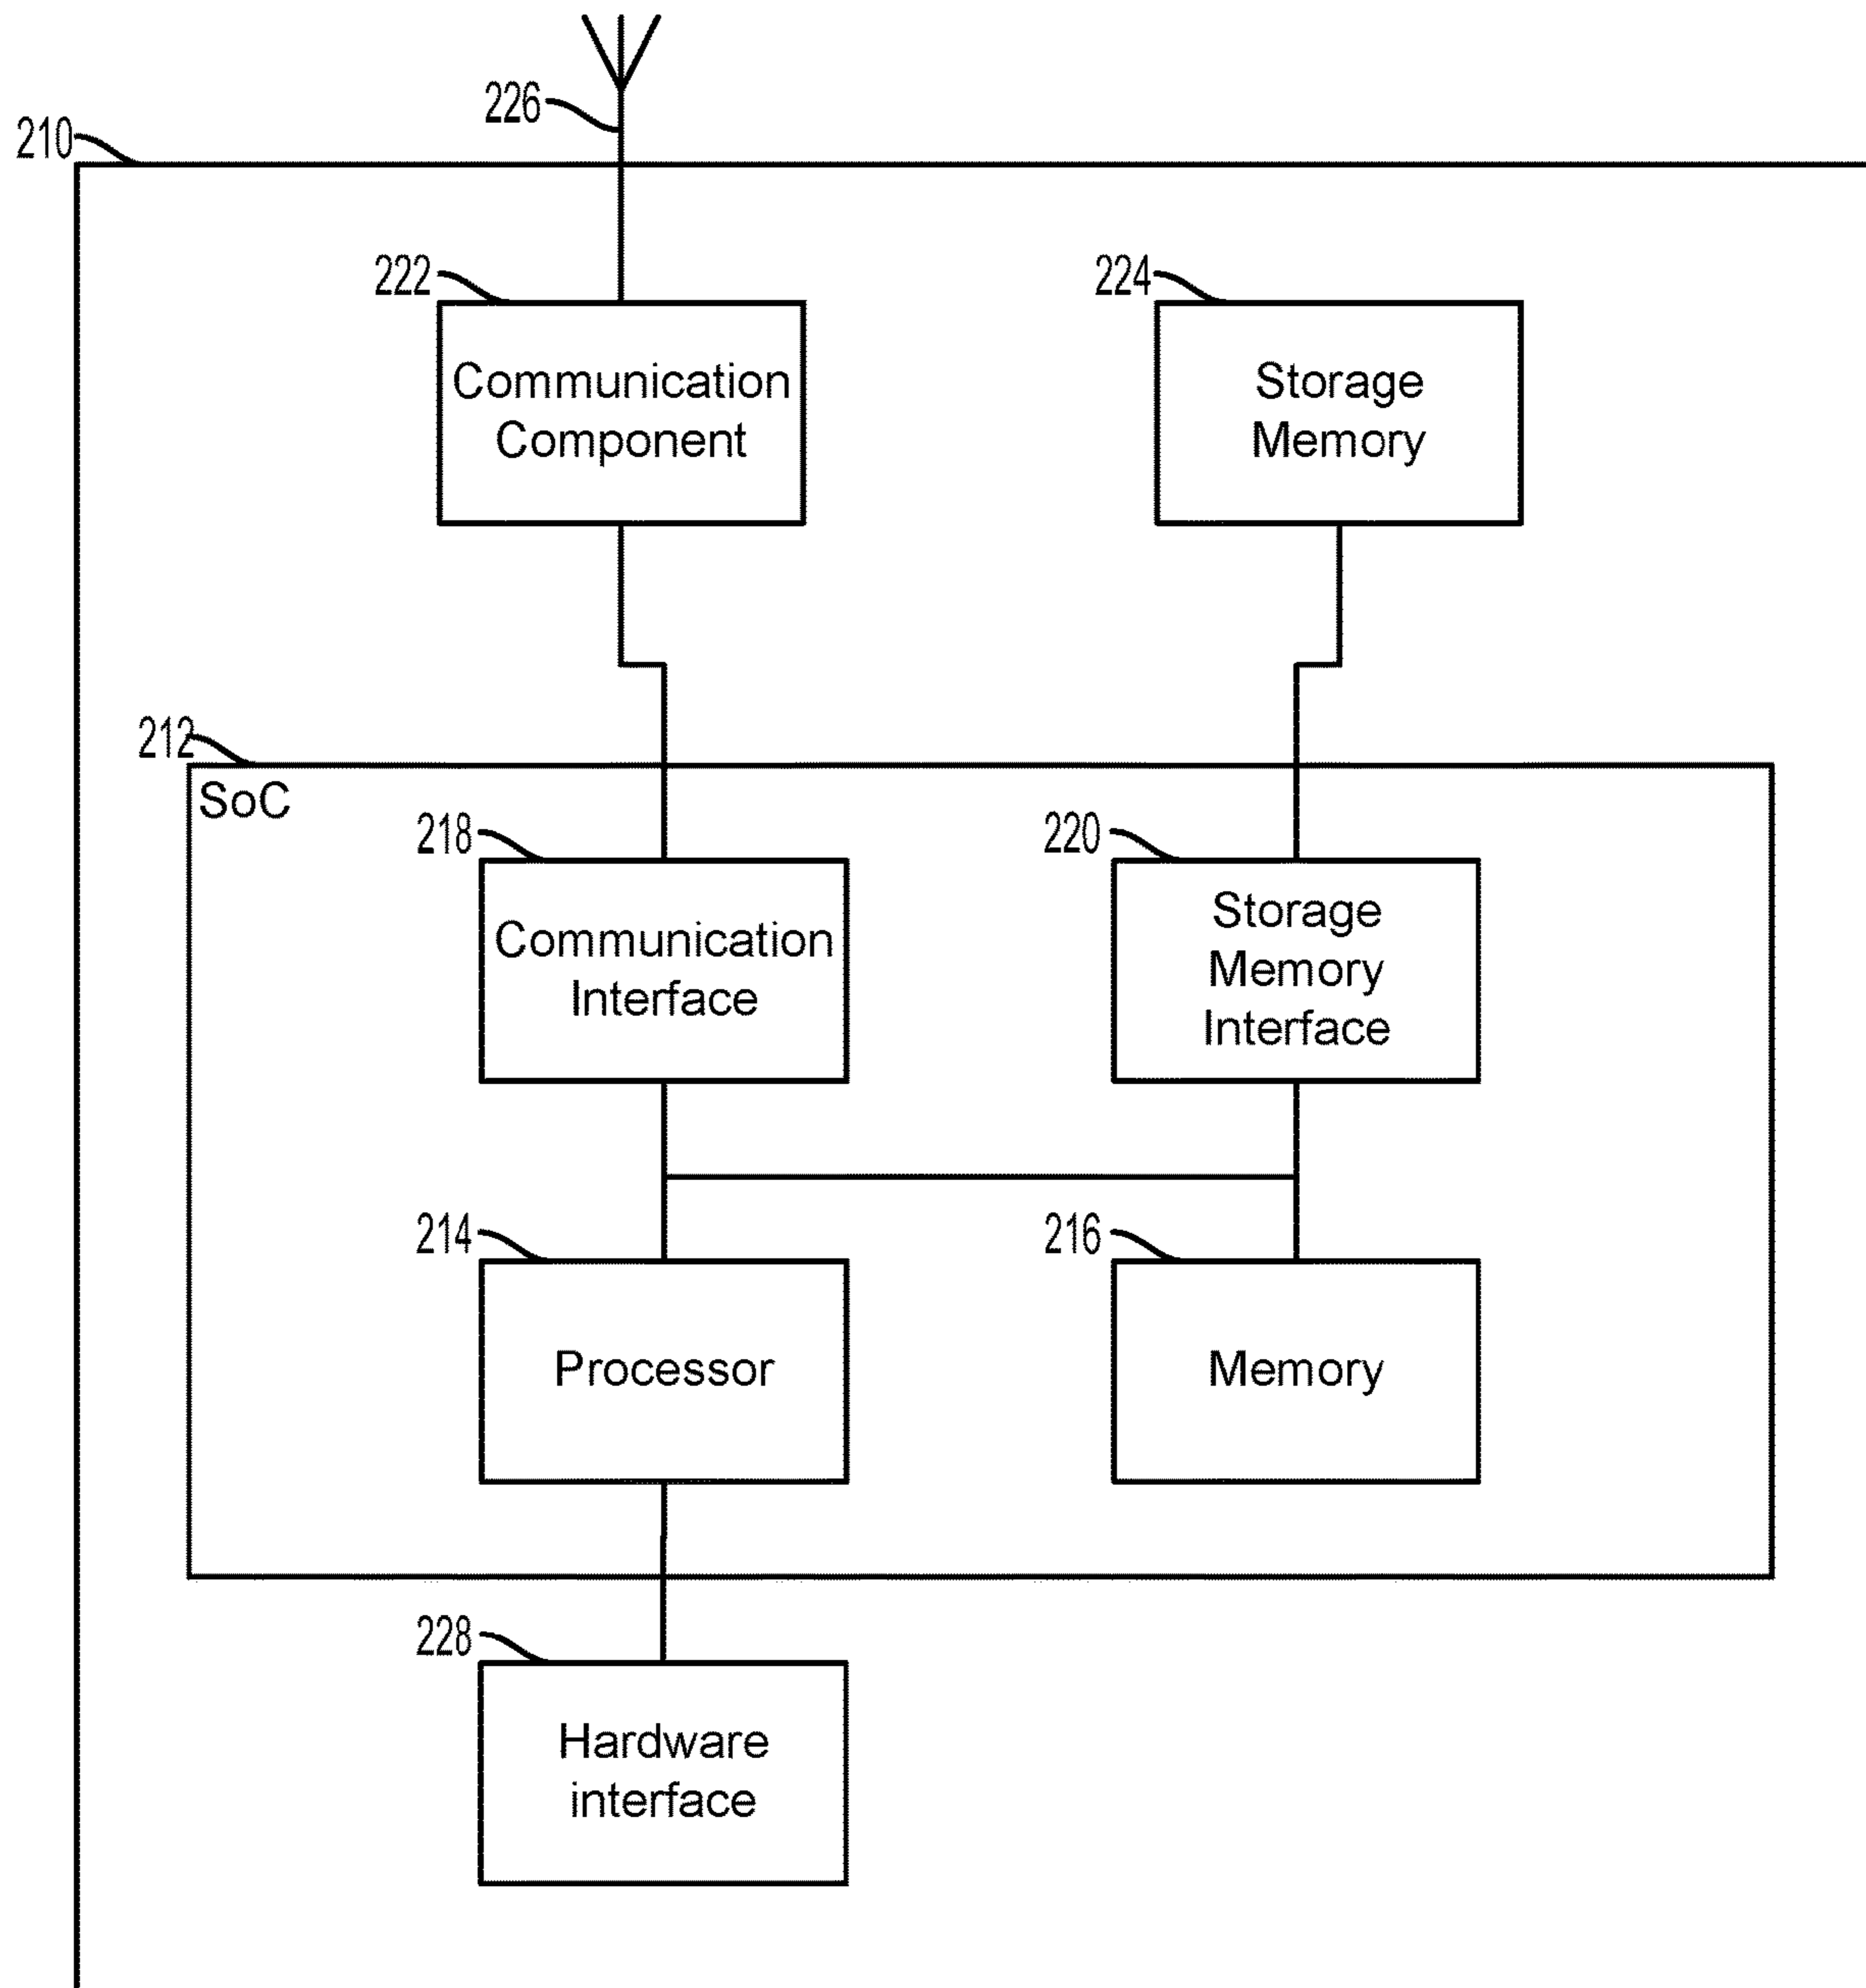 226
210
222
224
Communication
Component
Storage
Memory
212
SoC
218
220
Communication
Interface
Storage
Memory
Interface
214
216
Processor
Memory
228
Hardware
interface